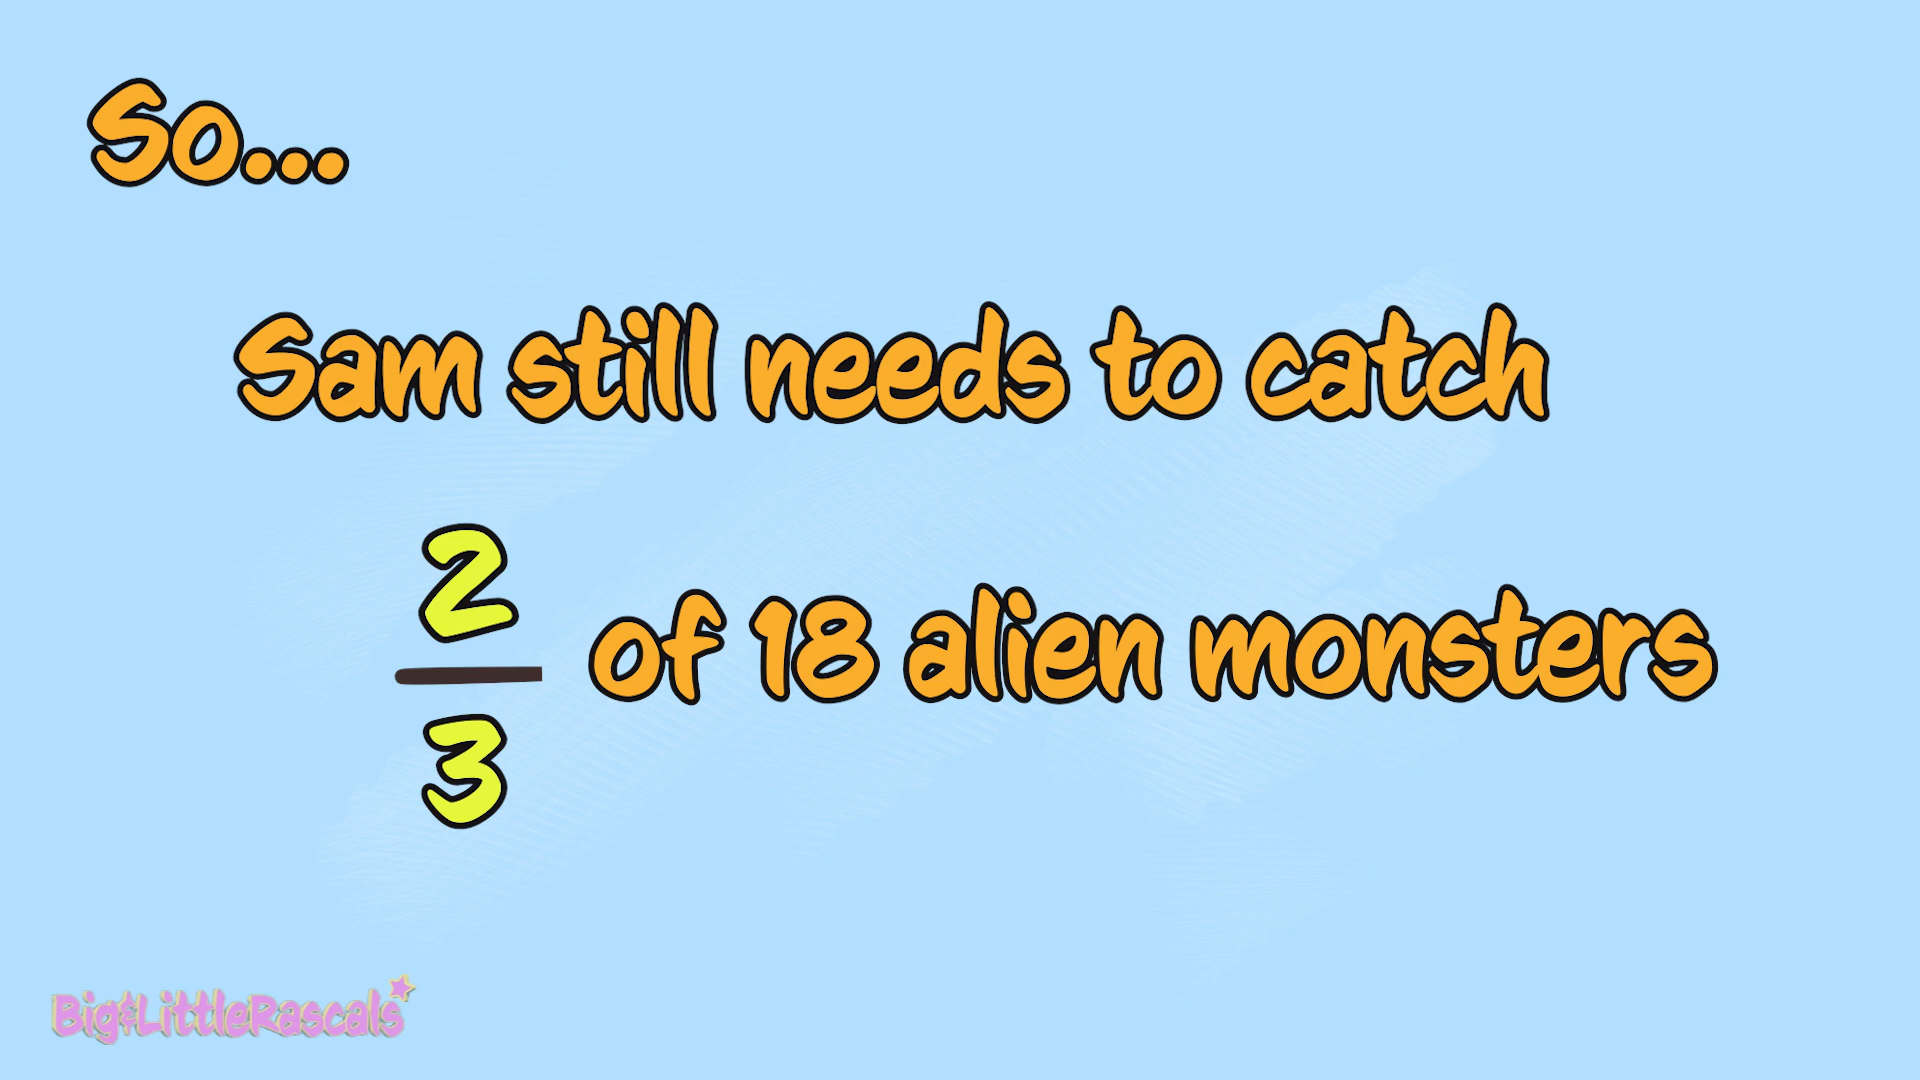 So...
Sam still needs to catch
2
3
of 18 alien monsters
Big&LittleRascals